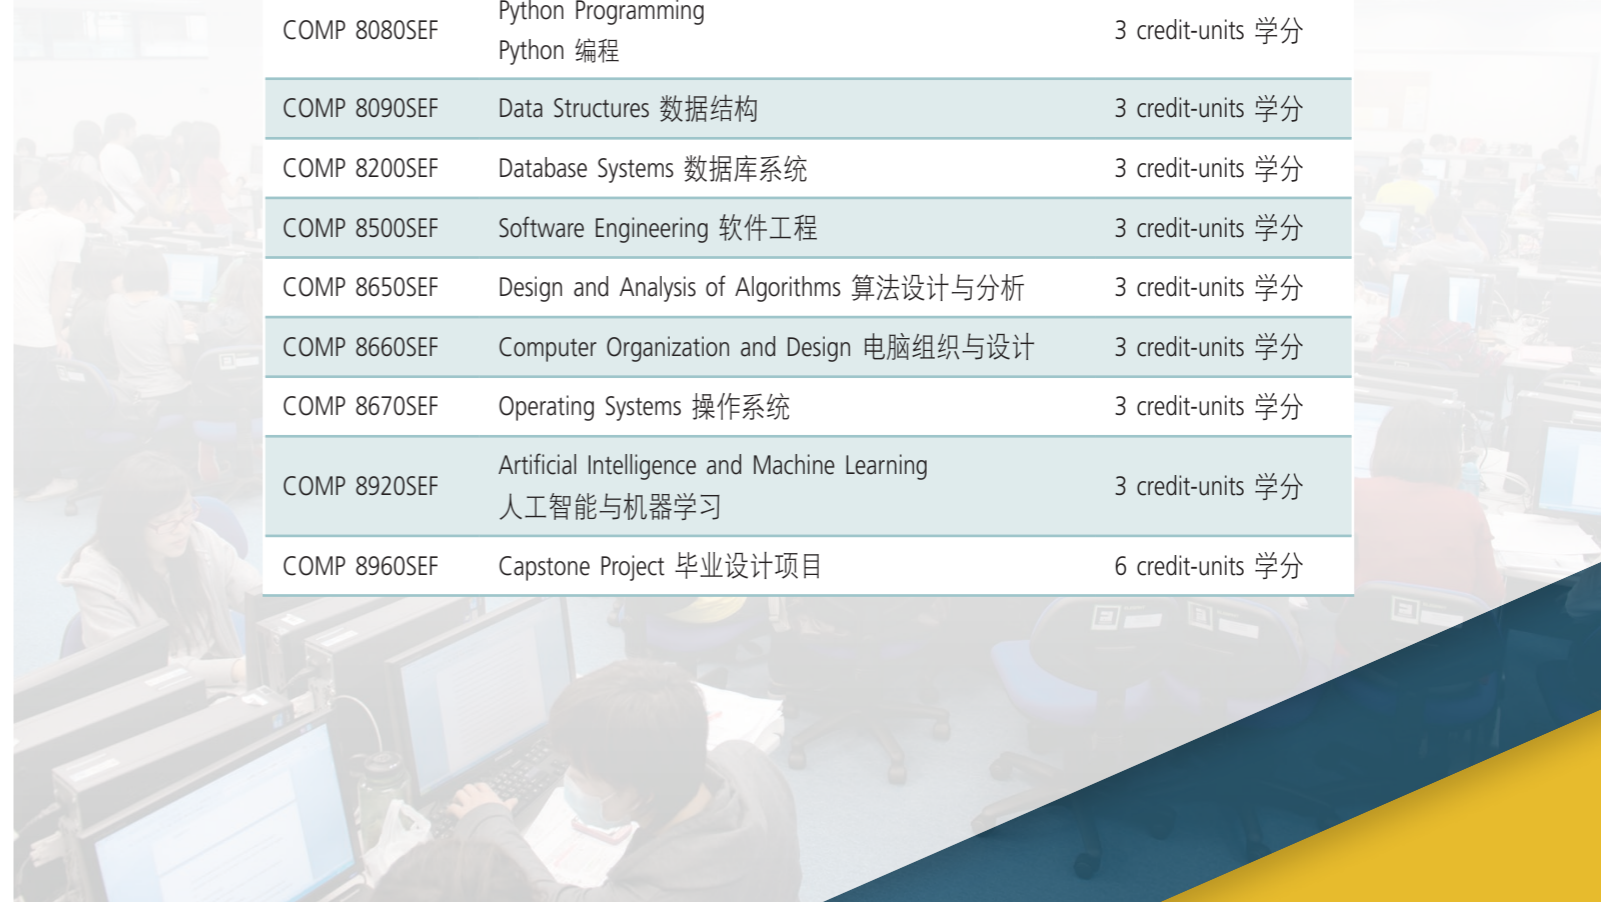 COMP 8080SEF Python Programming 3 credit-units 学分
Python 编程
COMP 8090SEF Data Structures 数据结构 3 credit-units 学分
COMP 8200SEF Database Systems 数据库系统 3 credit-units 学分
COMP 8500SEF Software Engineering 软件工程 3 credit-units 学分
COMP 8650SEF Design and Analysis of Algorithms 算法设计与分析 3 credit-units 学分
COMP 8660SEF Computer Organization and Design 电脑组织与设计 3 credit-units 学分
COMP 8670SEF Operating Systems 操作系统 3 credit-units 学分
COMP 8920SEF Artificial Intelligence and Machine Learning 3 credit-units 学分
人工智能与机器学习
COMP 8960SEF Capstone Project 毕业设计项目 6 credit-units 学分